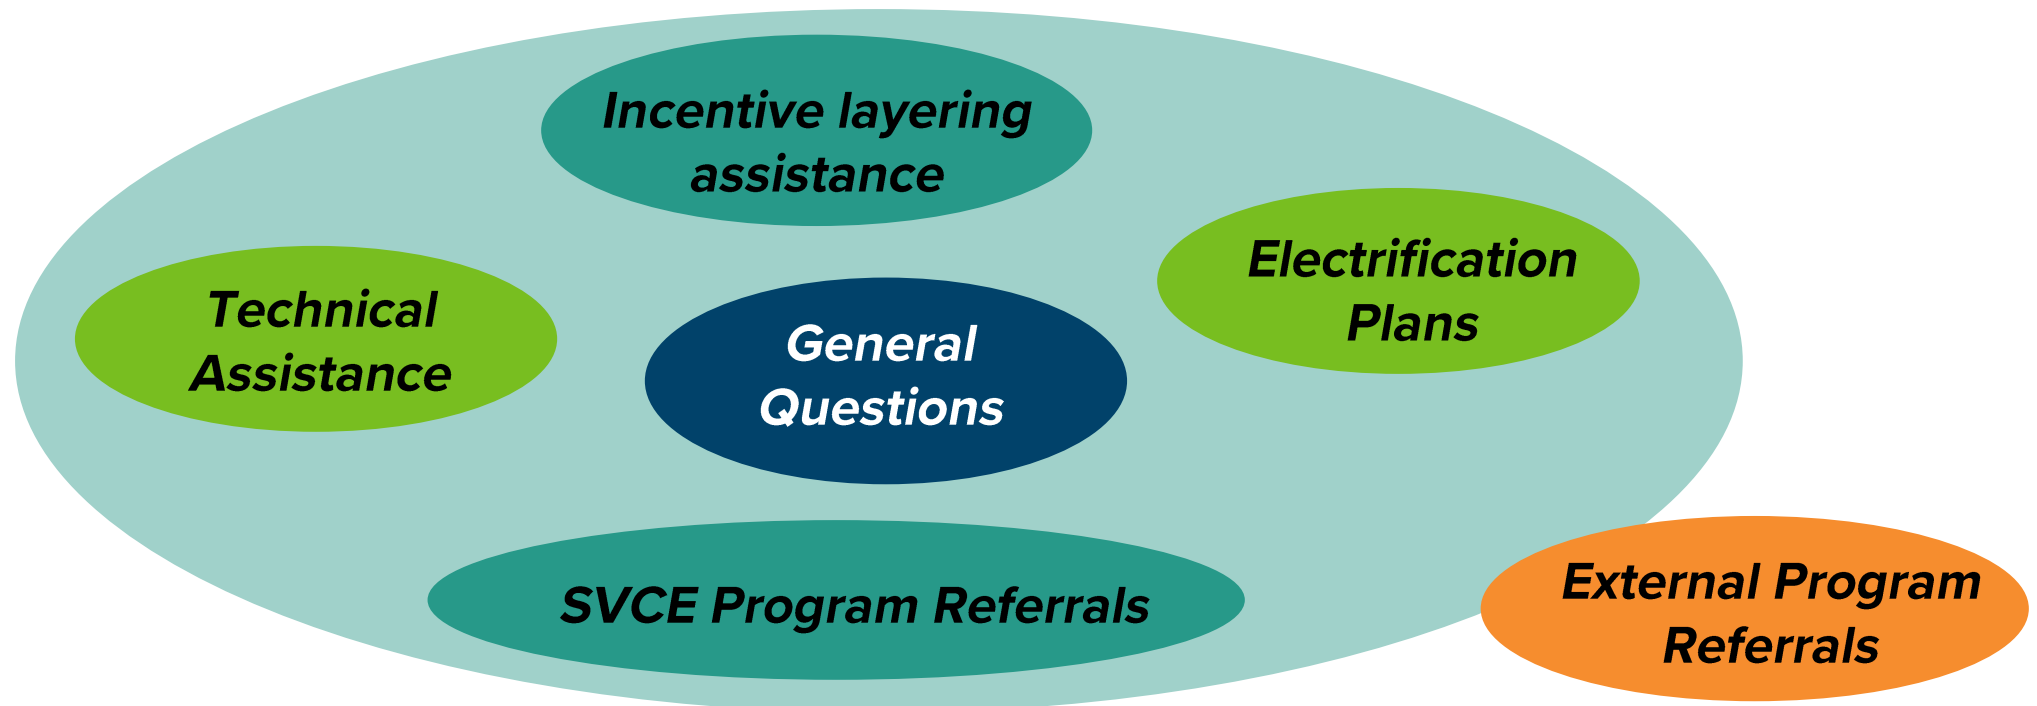 Incentive layering
assistance
Electrification
Plans
Technical
Assistance
General
Questions
SVCE Program Referrals
External Program
Referrals